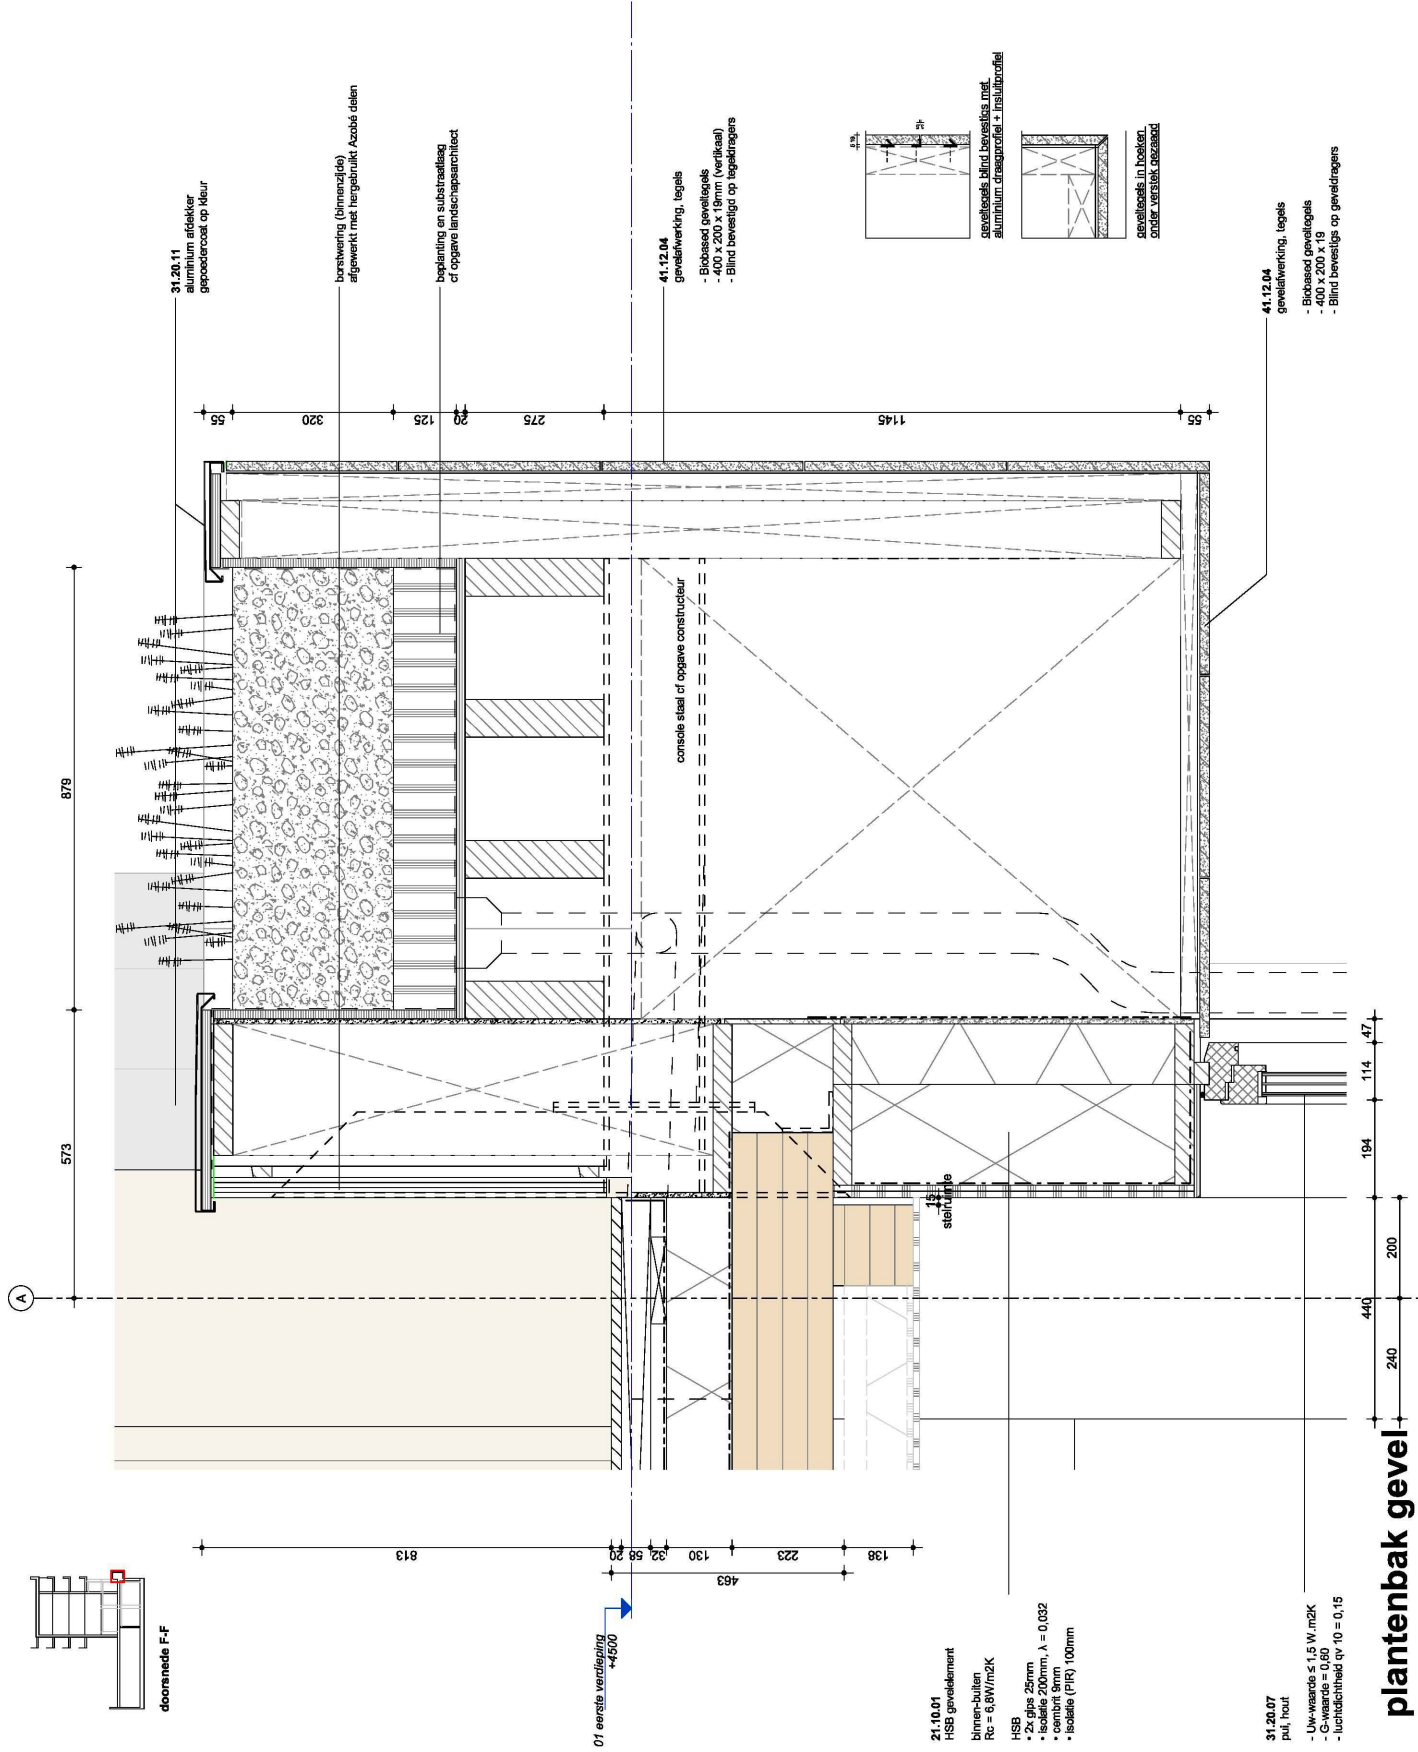 A
573
879
31.20.11
aluminium afdekker
gepoedercoat op kleur
borstwering (binnenzijde)
afgewerkt met hergebruikt Azobé delen
beplanting en substraatlaag
cf opgave landschapsarchitect
41.12.04
gevelafwerking, tegels
- Biobased geveltegels
- 400 x 200 x 19mm (vertikaal)
- Blind bevestigd op tegeldragers
geveltegels blind bevestigs met
aluminium draagprofiel + insluitprofiel
geveltegels in hoeken
onder verstek gezaagd
41.12.04
gevelafwerking, tegels
- Biobased geveltegels
- 400 x 200 x 19
- Blind bevestigs op geveldragers
55
320
125
20
275
1145
55
console staal cf opgave constructeur
15
stelruimte
813
20
58
32
130
223
138
463
47
114
194
440
200
240
doorsnede F-F
01 eerste verdieping
+4500
21.10.01
HSB gevelelement
binnen-buiten
Rc = 6,8W/m2K
HSB
• 2x gips 25mm
• isolatie 200mm, λ = 0,032
• cembrit 9mm
• isolatie (PIR) 100mm
31.20.07
pui, hout
- Uw-waarde ≤ 1,5 W.m2K
- G-waarde = 0,60
- luchtdichtheid qv 10 = 0,15
plantenbak gevel